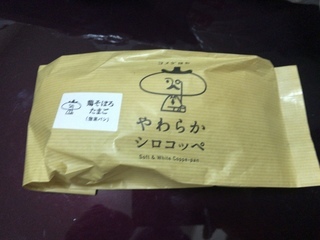 鶏そぼろ
たまご
(惣菜パン)
やわらか
シロコッペ
Soft & White Coppe-pan